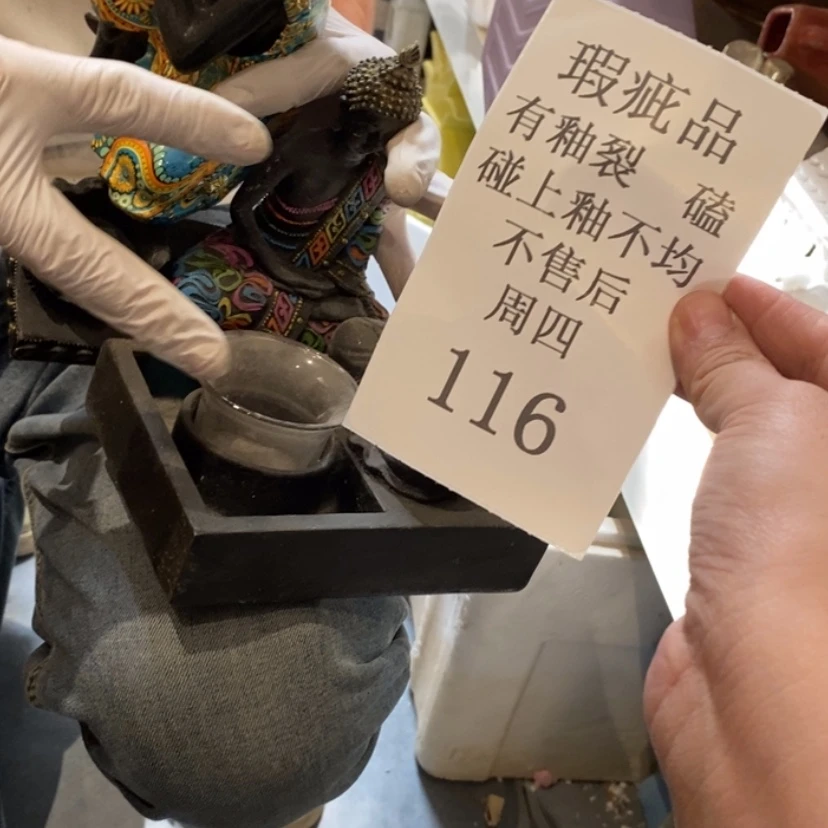 瑕疵品
有釉裂 磕
碰上釉不均
不售后
周四
116